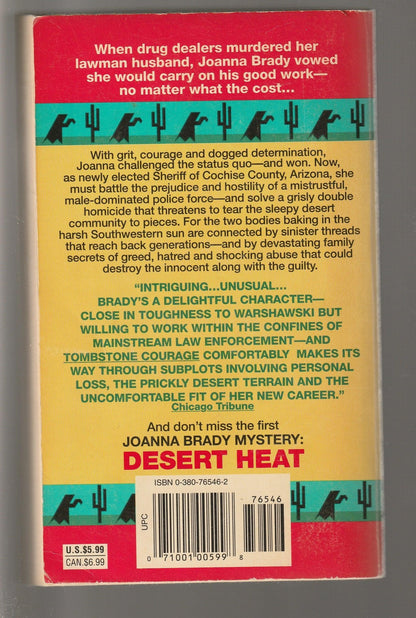 When drug dealers murdered her
lawman husband, Joanna Brady vowed
she would carry on his good work—
no matter what the cost...
With grit, courage and dogged determination,
Joanna challenged the status quo—and won. Now,
as newly elected Sheriff of Cochise County, Arizona, she
must battle the prejudice and hostility of a mistrustful,
male-dominated police force—and solve a grisly double
homicide that threatens to tear the sleepy desert
community to pieces. For the two bodies baking in the
harsh Southwestern sun are connected by sinister threads
that reach back generations—and by devastating family
secrets of greed, hatred and shocking abuse that could
destroy the innocent along with the guilty.
"INTRIGUING...UNUSUAL...
BRADY'S A DELIGHTFUL CHARACTER—
CLOSE IN TOUGHNESS TO WARSHAWSKI BUT
WILLING TO WORK WITHIN THE CONFINES OF
MAINSTREAM LAW ENFORCEMENT—AND
TOMBSTONE COURAGE COMFORTABLY MAKES ITS
WAY THROUGH SUBPLOTS INVOLVING PERSONAL
LOSS, THE PRICKLY DESERT TERRAIN AND THE
UNCOMFORTABLE FIT OF HER NEW CAREER."
Chicago Tribune
And don't miss the first
JOANNA BRADY MYSTERY:
DESERT HEAT
ISBN 0-380-76546-2
76546
UPC
0 71001 00599 8
U.S.$5.99
CAN.$6.99